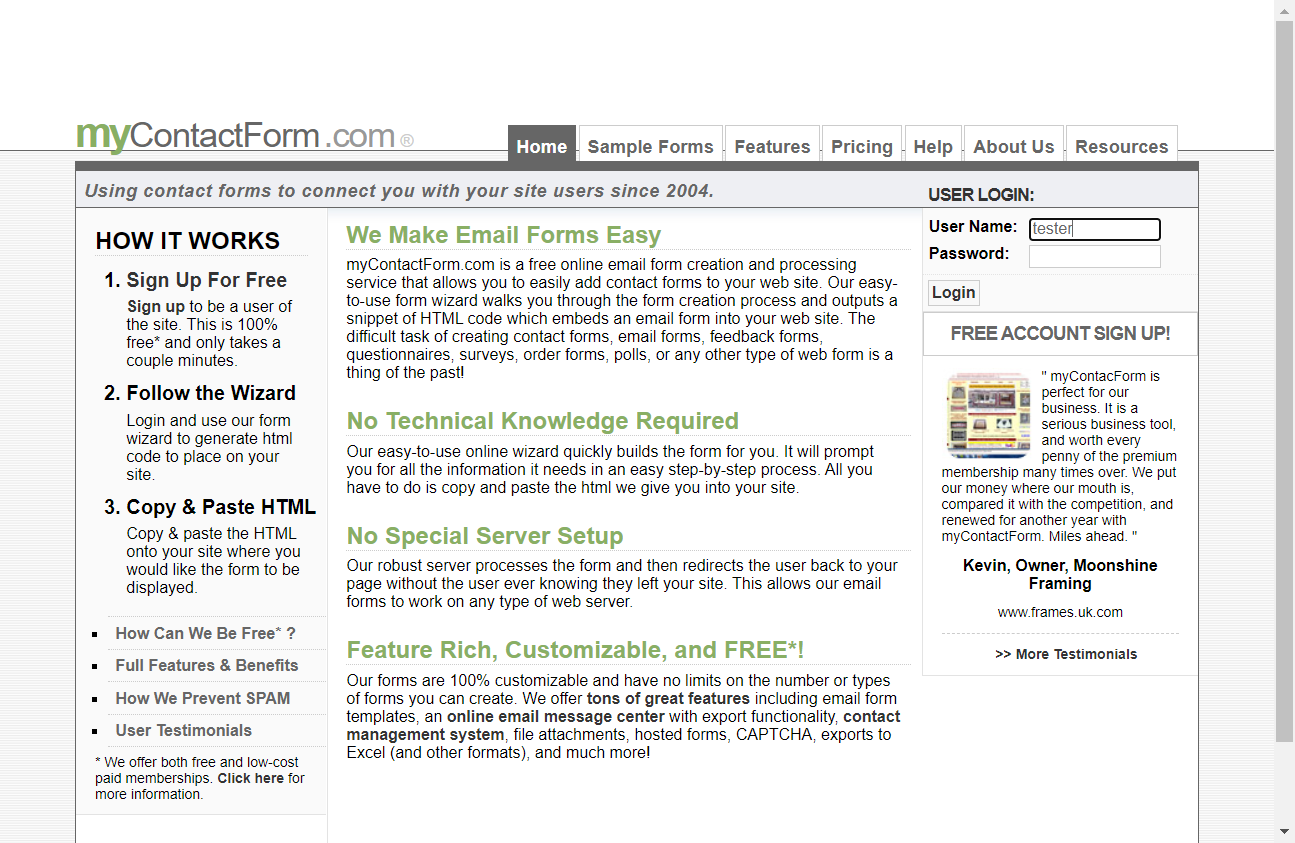 myContactForm.com ®
Home
Sample Forms
Features
Pricing
Help
About Us
Resources
Using contact forms to connect you with your site users since 2004.
USER LOGIN:
User Name:
tester
Password:
Login
FREE ACCOUNT SIGN UP!
" myContacForm is
perfect for our
business. It is a
serious business tool,
and worth every
penny of the premium
membership many times over. We put
our money where our mouth is,
compared it with the competition, and
renewed for another year with
myContactForm. Miles ahead. "
Kevin, Owner, Moonshine
Framing
www.frames.uk.com
>> More Testimonials
HOW IT WORKS
1. Sign Up For Free
Sign up to be a user of
the site. This is 100%
free* and only takes a
couple minutes.
2. Follow the Wizard
Login and use our form
wizard to generate html
code to place on your
site.
3. Copy & Paste HTML
Copy & paste the HTML
onto your site where you
would like the form to be
displayed.
How Can We Be Free* ?
Full Features & Benefits
How We Prevent SPAM
User Testimonials
* We offer both free and low-cost
paid memberships. Click here for
more information.
We Make Email Forms Easy
myContactForm.com is a free online email form creation and processing
service that allows you to easily add contact forms to your web site. Our easy-
to-use form wizard walks you through the form creation process and outputs a
snippet of HTML code which embeds an email form into your web site. The
difficult task of creating contact forms, email forms, feedback forms,
questionnaires, surveys, order forms, polls, or any other type of web form is a
thing of the past!
No Technical Knowledge Required
Our easy-to-use online wizard quickly builds the form for you. It will prompt
you for all the information it needs in an easy step-by-step process. All you
have to do is copy and paste the html we give you into your site.
No Special Server Setup
Our robust server processes the form and then redirects the user back to your
page without the user ever knowing they left your site. This allows our email
forms to work on any type of web server.
Feature Rich, Customizable, and FREE*!
Our forms are 100% customizable and have no limits on the number or types
of forms you can create. We offer tons of great features including email form
templates, an online email message center with export functionality, contact
management system, file attachments, hosted forms, CAPTCHA, exports to
Excel (and other formats), and much more!